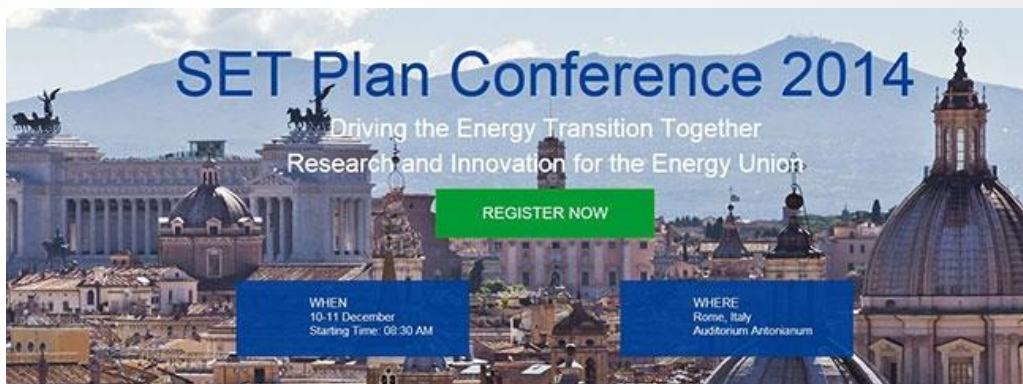 SET Plan Conference 2014
Driving the Energy Transition Together
Research and Innovation for the Energy Union
REGISTER NOW
WHEN
10-11 December
Starting Time: 08:30 AM
WHERE
Rome, Italy
Auditorium Antonianum